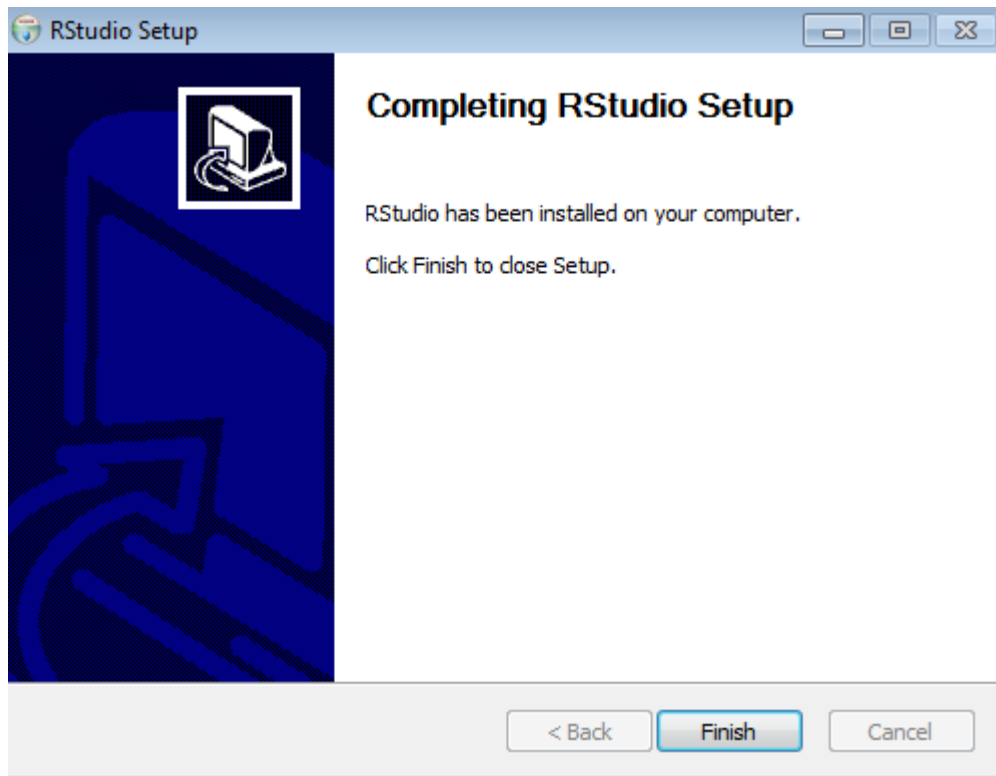 RStudio Setup
Completing RStudio Setup
RStudio has been installed on your computer.
Click Finish to close Setup.
< Back Finish Cancel